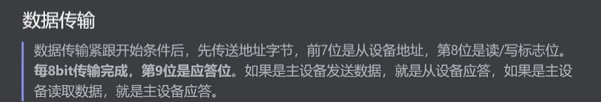 数据传输
数据传输紧跟开始条件后，先传送地址字节，前7位是从设备地址，第8位是读/写标志位。
每8bit传输完成，第9位是应答位。如果是主设备发送数据，就是从设备应答，如果是主设
备读取数据，就是主设备应答。